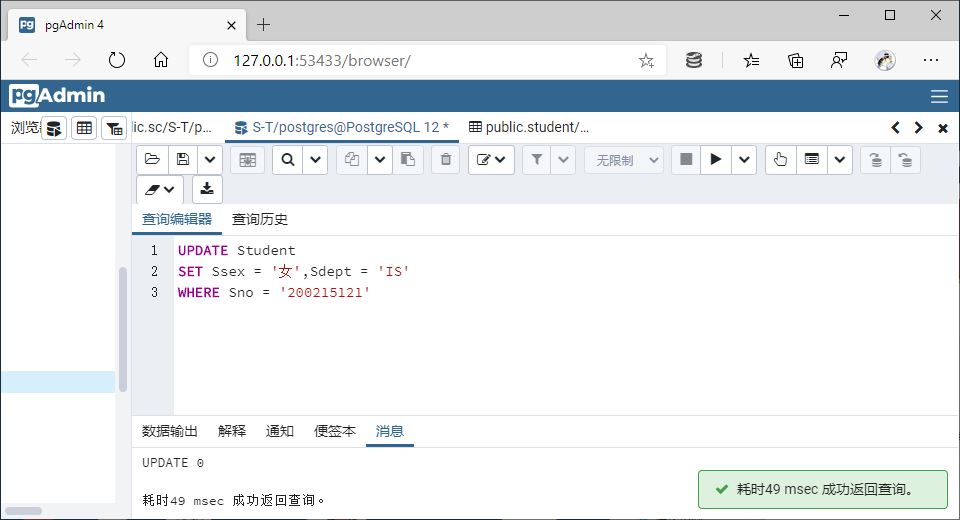 pgAdmin 4
127.0.0.1:53433/browser/
pgAdmin
浏览器
lic.sc/S-T/p...
S-T/postgres@PostgreSQL 12 *
public.student/...
无限制
查询编辑器 查询历史
1 UPDATE Student
2 SET Ssex = '女',Sdept = 'IS'
3 WHERE Sno = '200215121'
数据输出 解释 通知 便签本 消息
UPDATE 0
耗时49 msec 成功返回查询。
耗时49 msec 成功返回查询。